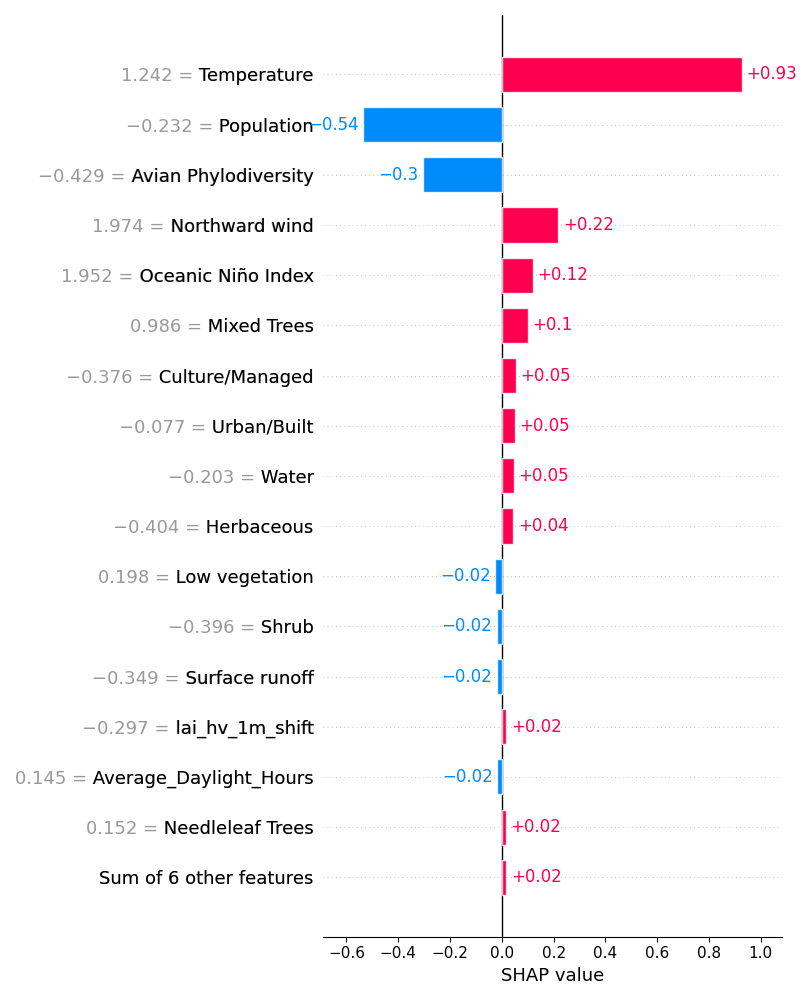 1.242 = Temperature +0.93
−0.232 = Population −0.54
−0.429 = Avian Phylodiversity −0.3
1.974 = Northward wind +0.22
1.952 = Oceanic Niño Index +0.12
0.986 = Mixed Trees +0.1
−0.376 = Culture/Managed +0.05
−0.077 = Urban/Built +0.05
−0.203 = Water +0.05
−0.404 = Herbaceous +0.04
0.198 = Low vegetation −0.02
−0.396 = Shrub −0.02
−0.349 = Surface runoff −0.02
−0.297 = lai_hv_1m_shift +0.02
0.145 = Average_Daylight_Hours −0.02
0.152 = Needleleaf Trees +0.02
Sum of 6 other features +0.02
−0.6 −0.4 −0.2 0.0 0.2 0.4 0.6 0.8 1.0
SHAP value